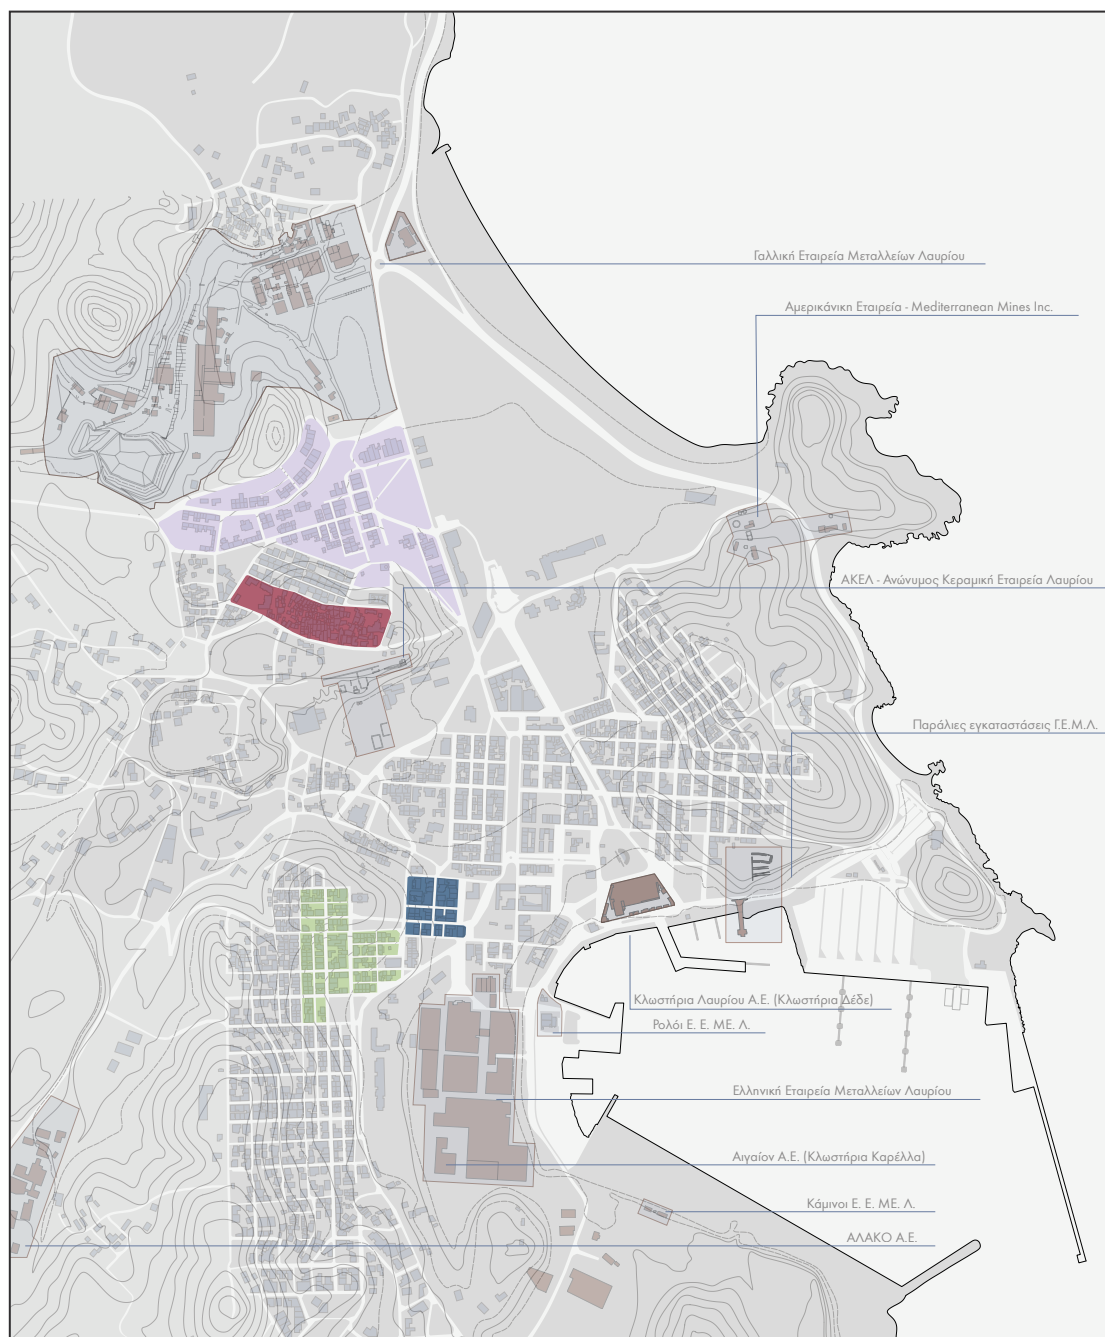 Γαλλική Εταιρεία Μεταλλείων Λαυρίου
Αμερικάνικη Εταιρεία - Mediterranean Mines Inc.
ΑΚΕΛ - Ανώνυμος Κεραμική Εταιρεία Λαυρίου
Παράλιες εγκαταστάσεις Γ.Ε.Μ.Λ.
Κλωστήρια Λαυρίου Α.Ε. (Κλωστήρια Δέδε)
Ρολόι Ε. Ε. ΜΕ. Λ.
Ελληνική Εταιρεία Μεταλλείων Λαυρίου
Αιγαίον Α.Ε. (Κλωστήρια Καρέλλα)
Κάμινοι Ε. Ε. ΜΕ. Λ.
ΑΛΑΚΟ Α.Ε.